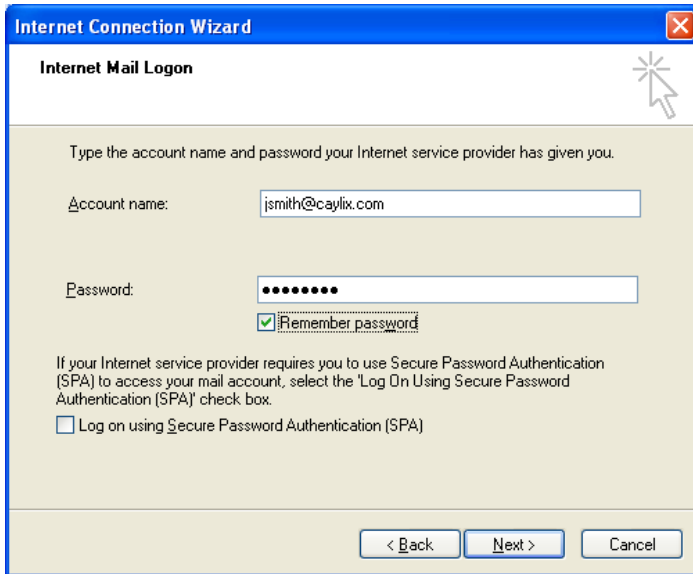 Internet Connection Wizard
Internet Mail Logon
Type the account name and password your Internet service provider has given you.
Account name:
jsmith@caylix.com
Password:
••••••••
Remember password
If your Internet service provider requires you to use Secure Password Authentication
(SPA) to access your mail account, select the 'Log On Using Secure Password
Authentication (SPA)' check box.
Log on using Secure Password Authentication (SPA)
< Back
Next >
Cancel